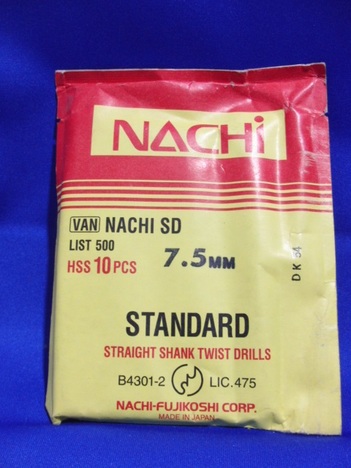 NACHi
VAN NACHI SD
LIST 500
HSS 10 PCS
7.5MM
DK 64
STANDARD
STRAIGHT SHANK TWIST DRILLS
B4301-2 LIC.475
NACHI-FUJIKOSHI CORP.
MADE IN JAPAN